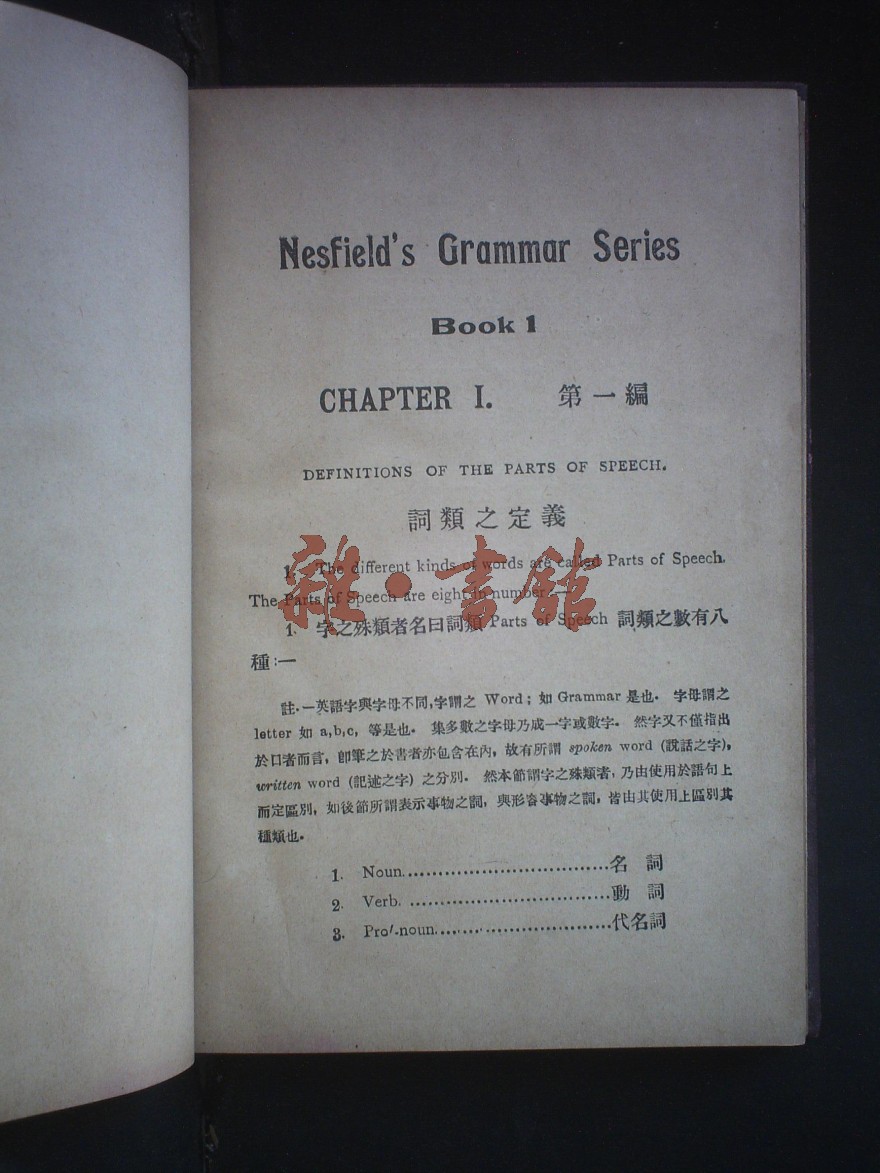 Nesfield's Grammar Series
Book 1
CHAPTER I. 第一編
DEFINITIONS OF THE PARTS OF SPEECH.
詞類之定義
1. The different kinds of words are called Parts of Speech.
The Parts of Speech are eight in number:—
1. 字之殊類者名曰詞類 Parts of Speech 詞類之數有八
種:一
註.一英語字與字母不同,字謂之 Word; 如 Grammar 是也. 字母謂之
letter 如 a,b,c, 等是也. 集多數之字母乃成一字或數字. 然字又不僅指出
於口者而言, 卽筆之於書者亦包含在內, 故有所謂 spoken word (說話之字),
written word (記述之字) 之分別. 然本節謂字之殊類者, 乃由使用於語句上
而定區別, 如後節所謂表示事物之詞, 與形容事物之詞, 皆由其使用上區別其
種類也.
1. Noun..................................名 詞
2. Verb. ................................動 詞
3. Pro'-noun............................代名詞
雜·書館